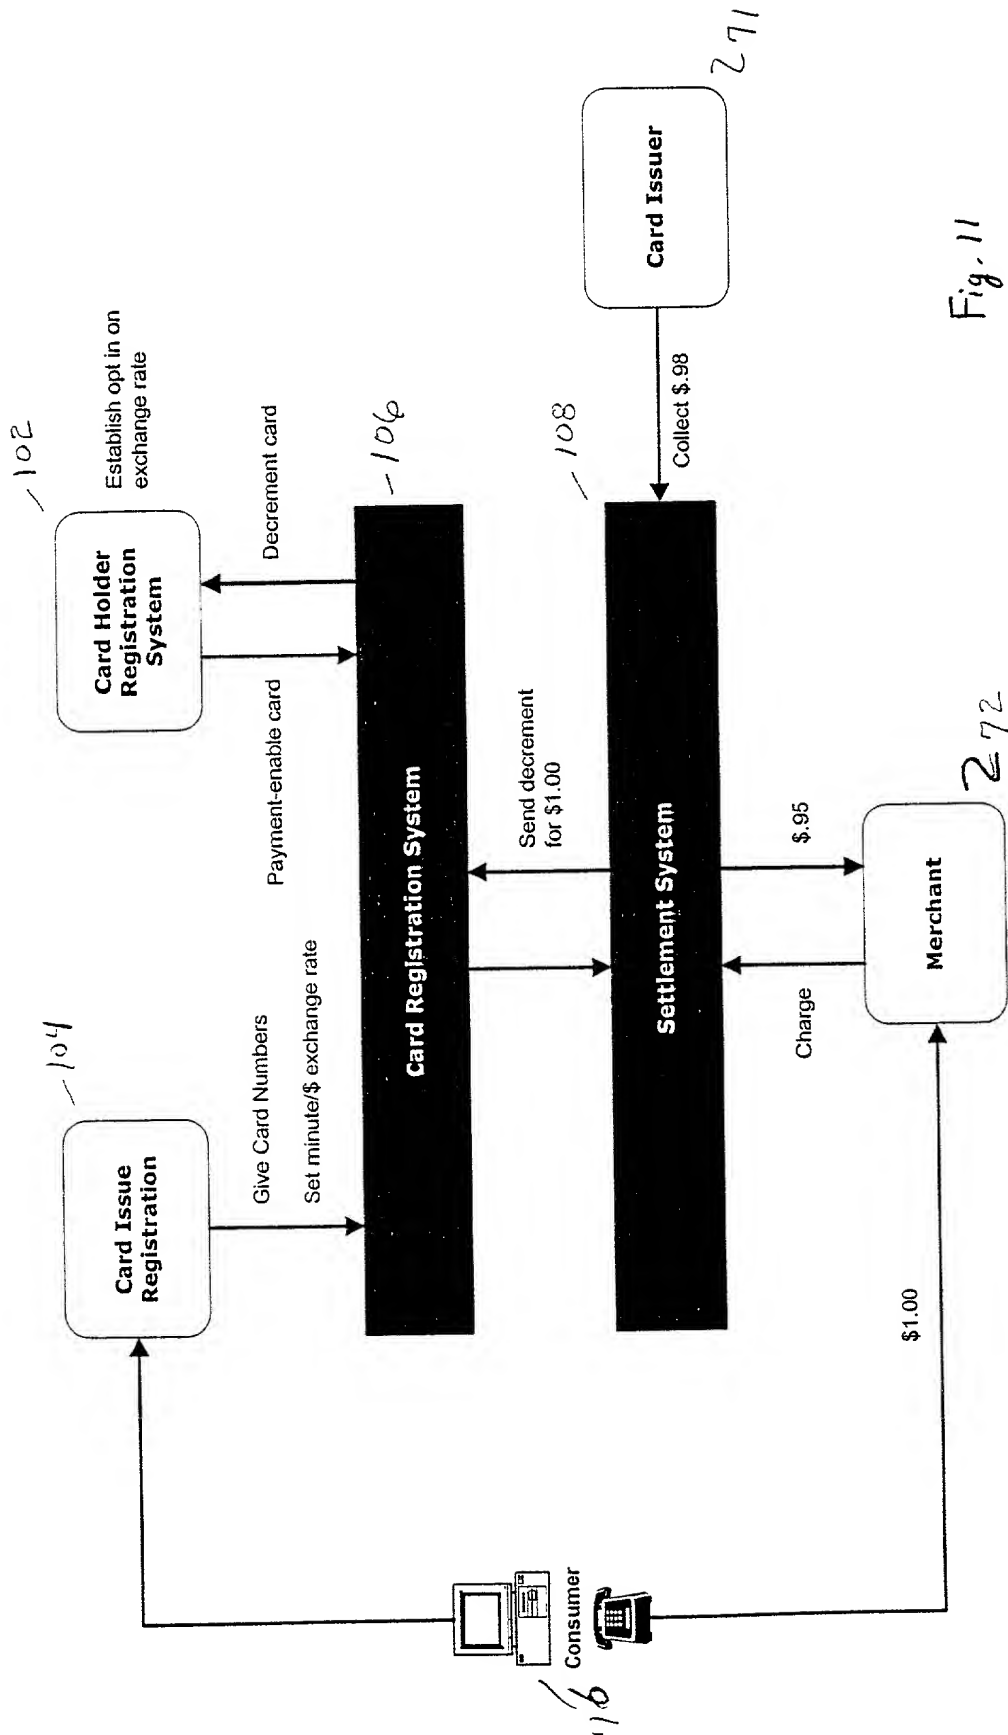 104
Card Issue
Registration
Give Card Numbers
Set minute/$ exchange rate
102
Card Holder
Registration
System
Establish opt in on
exchange rate
Payment-enable card
Decrement card
Card Registration System
106
Send decrement
for $1.00
108
Settlement System
Collect $.98
Card Issuer
271
Consumer
116
Charge
$.95
$1.00
Merchant
272
Fig. 11